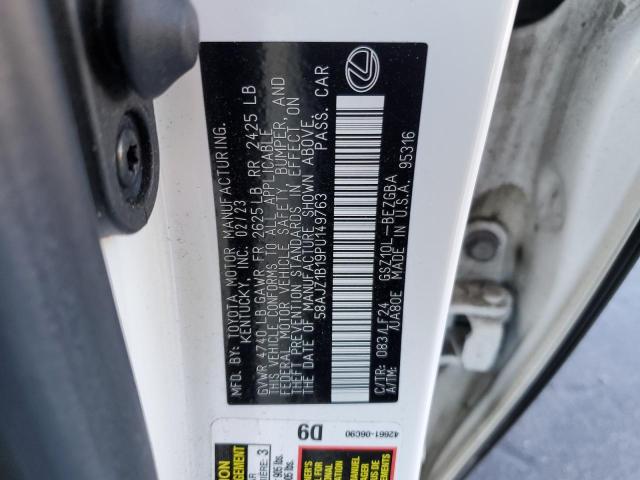 MFD. BY: TOYOTA MOTOR MANUFACTURING,
KENTUCKY, INC. 02/23
GVWR 4740 LB GAWR FR 2625 LB RR 2425 LB
THIS VEHICLE CONFORMS TO ALL APPLICABLE
FEDERAL MOTOR VEHICLE SAFETY, BUMPER, AND
THEFT PREVENTION STANDARDS IN EFFECT ON
THE DATE OF MANUFACTURE SHOWN ABOVE.
58AJZ1B19PU149763 PASS. CAR
C/TR: 083/LF24 GSZ10L-BEZGBA
A/TM: /UA80E MADE IN U.S.A. 95316
D9
42661-06C90